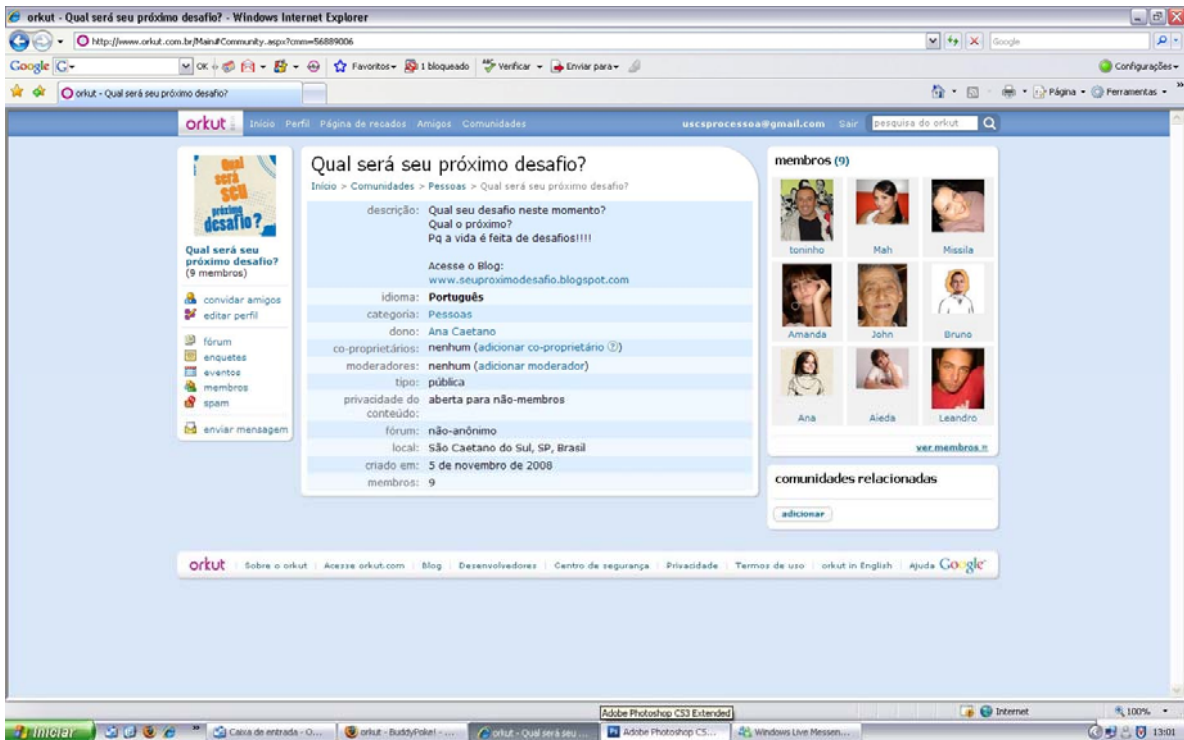 orkut - Qual será seu próximo desafio? - Windows Internet Explorer
http://www.orkut.com.br/Main#Community.aspx?cmm=56889006
Google
Google G
OK
Favoritos
1 bloqueado
Verificar
Enviar para
Configurações
orkut - Qual será seu próximo desafio?
Página
Ferramentas
orkut
Início Perfil Página de recados Amigos Comunidades
uscsprocessoa@gmail.com Sair pesquisa do orkut
Qual será seu próximo desafio?
Qual será seu próximo desafio?
(9 membros)
convidar amigos
editar perfil
fórum
enquetes
eventos
membros
spam
enviar mensagem
Qual será seu próximo desafio?
Início > Comunidades > Pessoas > Qual será seu próximo desafio?
descrição: Qual seu desafio neste momento?
Qual o próximo?
Pq a vida é feita de desafios!!!!
Acesse o Blog:
www.seuproximodesafio.blogspot.com
idioma: Português
categoria: Pessoas
dono: Ana Caetano
co-proprietários: nenhum (adicionar co-proprietário ?)
moderadores: nenhum (adicionar moderador)
tipo: pública
privacidade do conteúdo: aberta para não-membros
fórum: não-anônimo
local: São Caetano do Sul, SP, Brasil
criado em: 5 de novembro de 2008
membros: 9
membros (9)
toninho Mah Missila
Amanda John Bruno
Ana Aieda Leandro
ver membros »
comunidades relacionadas
adicionar
orkut Sobre o orkut | Acesse orkut.com | Blog | Desenvolvedores | Centro de segurança | Privacidade | Termos de uso | orkut in English | Ajuda Google
Adobe Photoshop CS3 Extended
Internet
100%
Iniciar
Caixa de entrada - O...
orkut - BuddyPoke! - ...
orkut - Qual será seu ...
Adobe Photoshop CS...
Windows Live Messen...
13:01